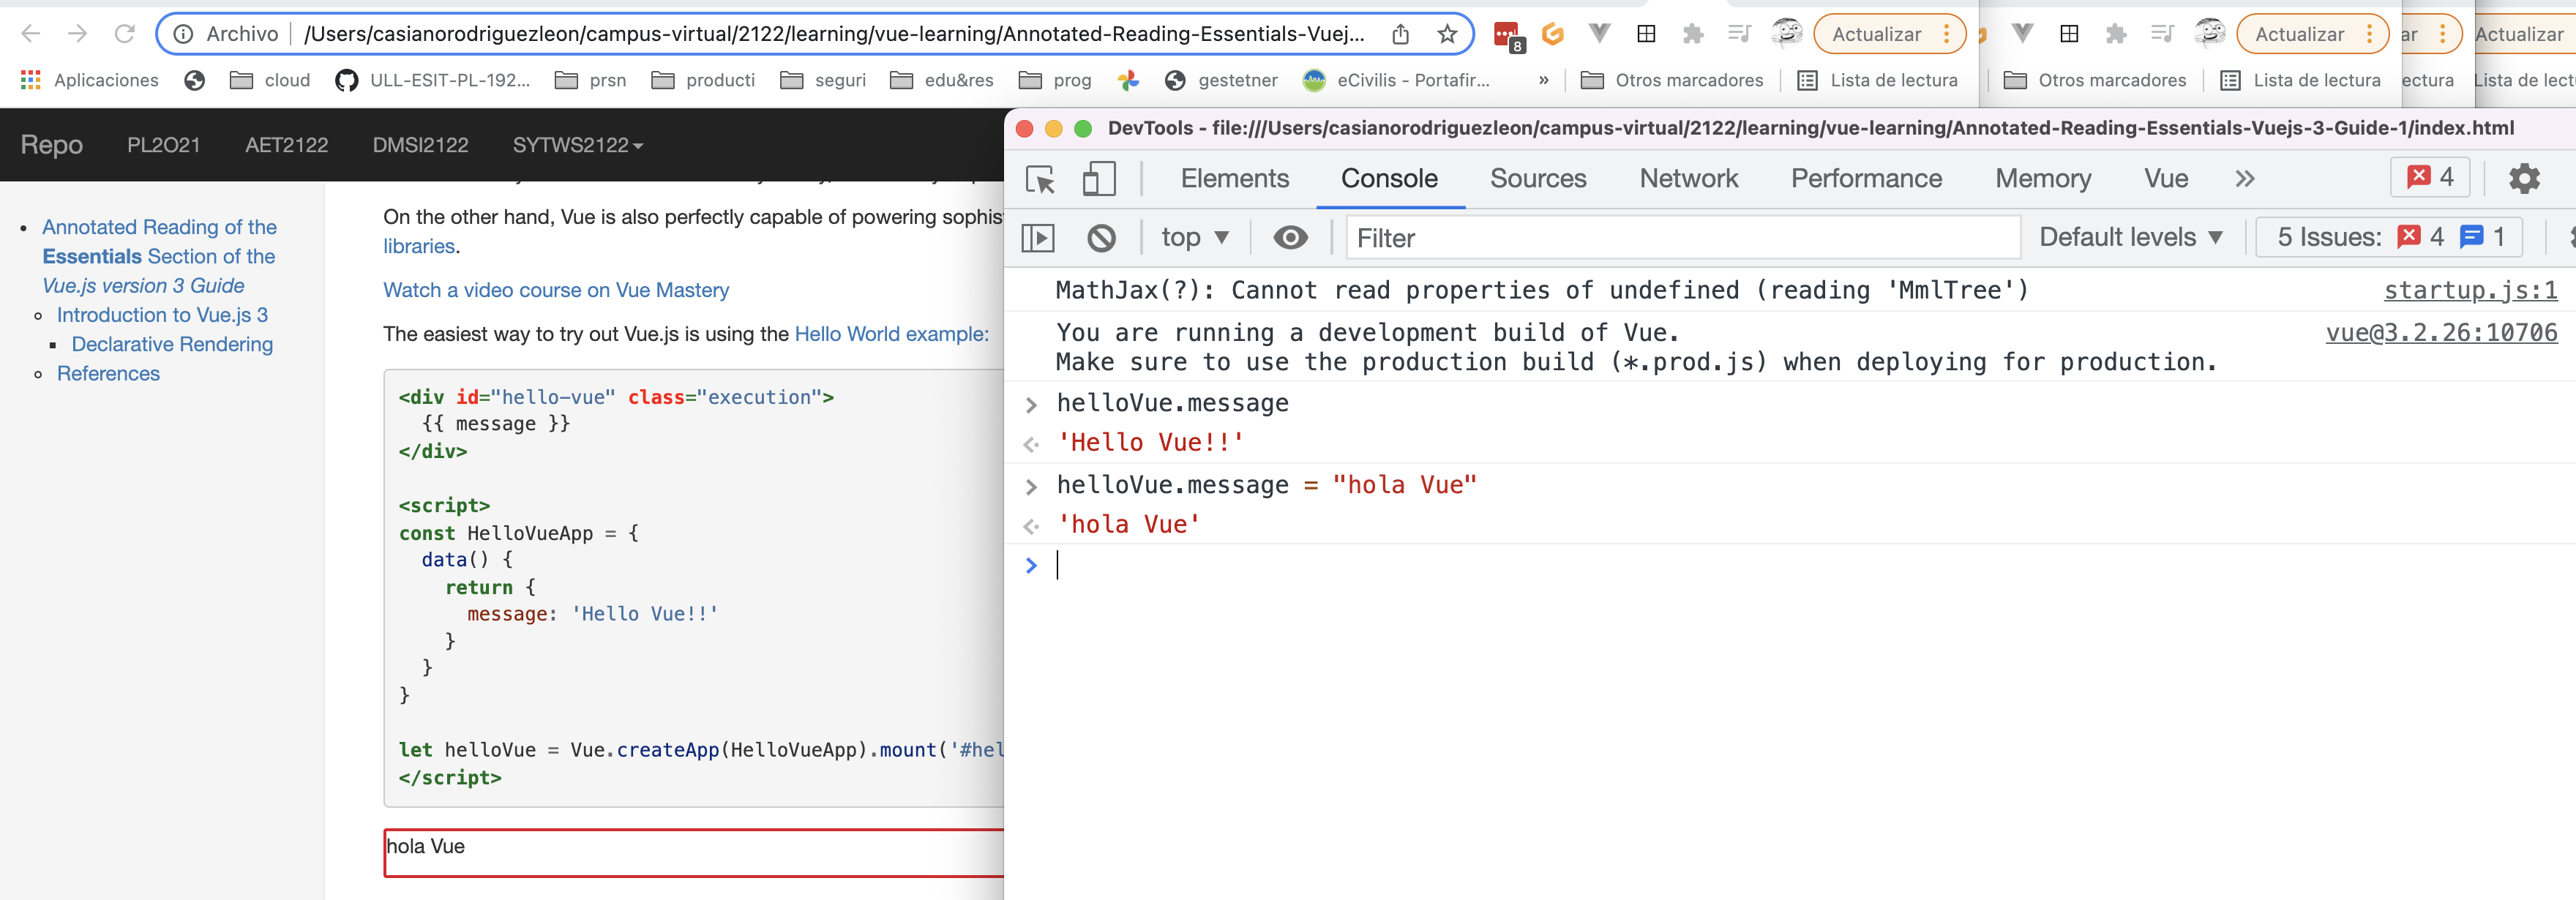 Archivo /Users/casianorodriguezleon/campus-virtual/2122/learning/vue-learning/Annotated-Reading-Essentials-Vuej... 8 Actualizar Actualizar ar Actualizar
Aplicaciones cloud ULL-ESIT-PL-192... prsn producti seguri edu&res prog gestetner eCivilis - Portafir... » Otros marcadores Lista de lectura Otros marcadores Lista de lectura ectura Lista de lect
Repo PL2O21 AET2122 DMSI2122 SYTWS2122
Annotated Reading of the
Essentials Section of the
Vue.js version 3 Guide
Introduction to Vue.js 3
Declarative Rendering
References
On the other hand, Vue is also perfectly capable of powering sophis
libraries.
Watch a video course on Vue Mastery
The easiest way to try out Vue.js is using the Hello World example:
<div id="hello-vue" class="execution">
{{ message }}
</div>
<script>
const HelloVueApp = {
data() {
return {
message: 'Hello Vue!!'
}
}
}
let helloVue = Vue.createApp(HelloVueApp).mount('#hel
</script>
hola Vue
DevTools - file:///Users/casianorodriguezleon/campus-virtual/2122/learning/vue-learning/Annotated-Reading-Essentials-Vuejs-3-Guide-1/index.html
Elements Console Sources Network Performance Memory Vue » 4
top Filter Default levels 5 Issues: 4 1
MathJax(?): Cannot read properties of undefined (reading 'MmlTree') startup.js:1
You are running a development build of Vue. vue@3.2.26:10706
Make sure to use the production build (*.prod.js) when deploying for production.
> helloVue.message
'Hello Vue!!'
> helloVue.message = "hola Vue"
'hola Vue'
>